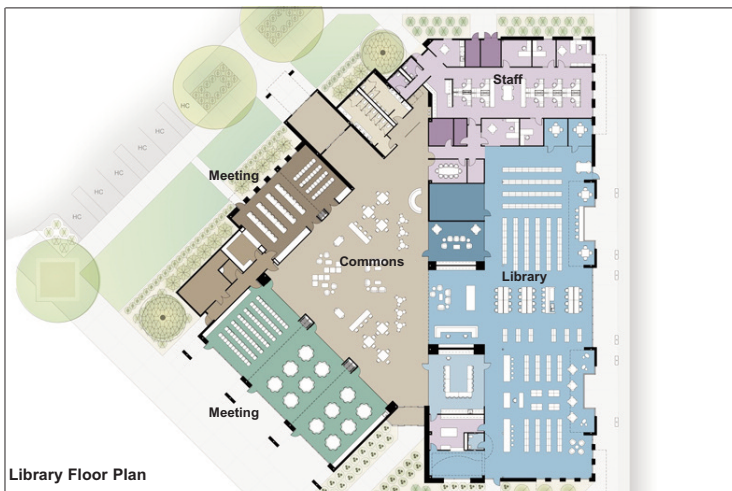 HC
HC
HC
HC
HC
HC
Staff
Meeting
Commons
Library
Meeting
Library Floor Plan